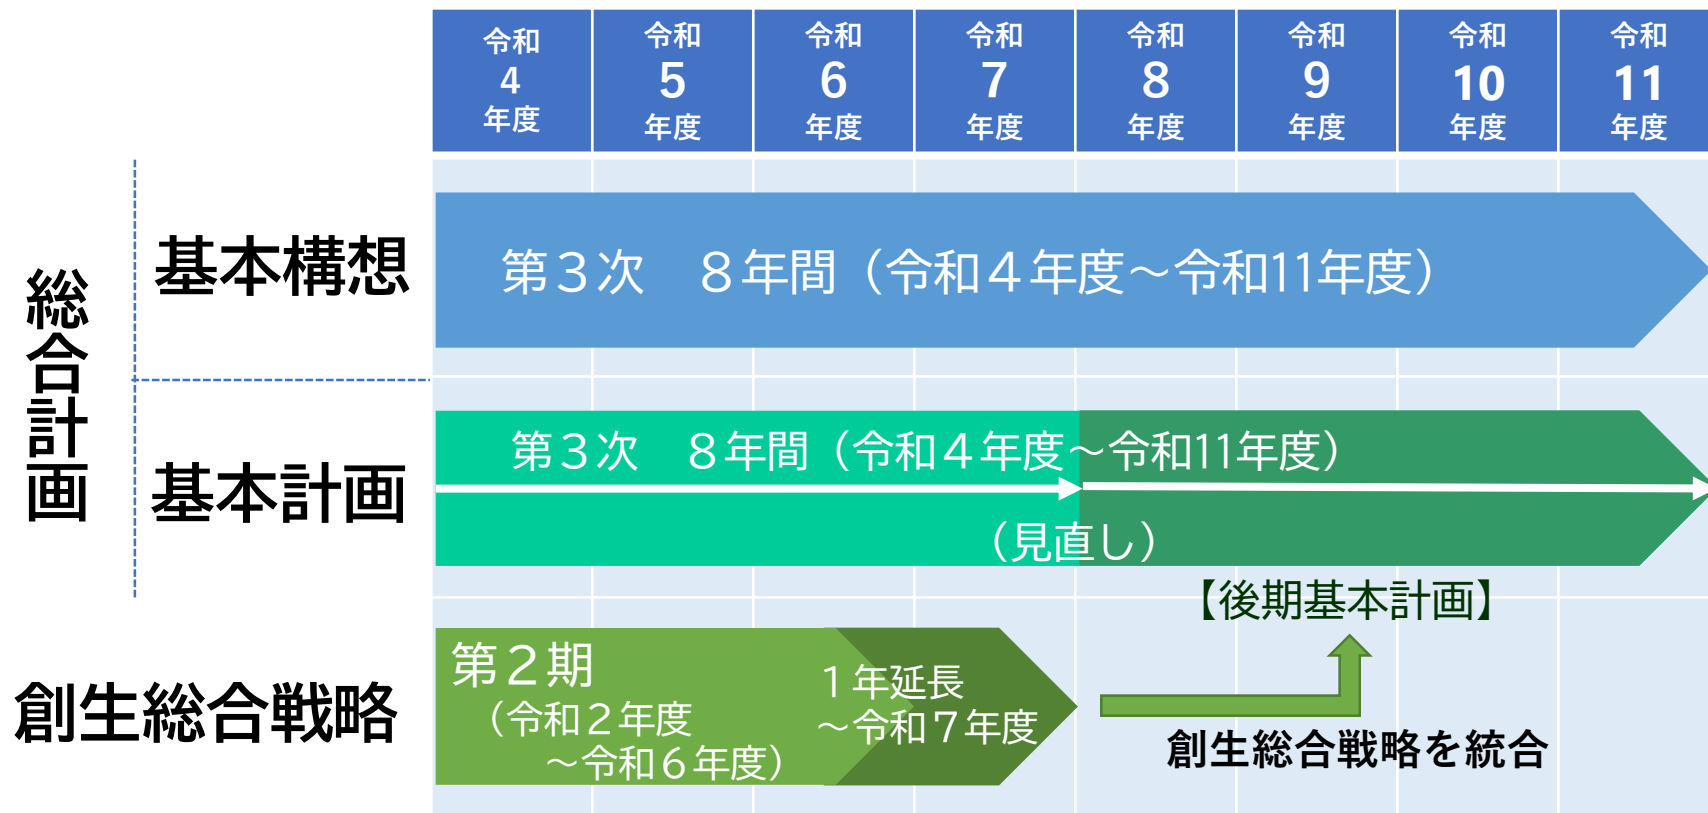 令和
4
年度
令和
5
年度
令和
6
年度
令和
7
年度
令和
8
年度
令和
9
年度
令和
10
年度
令和
11
年度
総合計画
基本構想
第３次　８年間（令和４年度～令和11年度）
基本計画
第３次　８年間（令和４年度～令和11年度）
（見直し）
【後期基本計画】
創生総合戦略
第２期
（令和２年度
～令和６年度）
１年延長
～令和７年度
創生総合戦略を統合